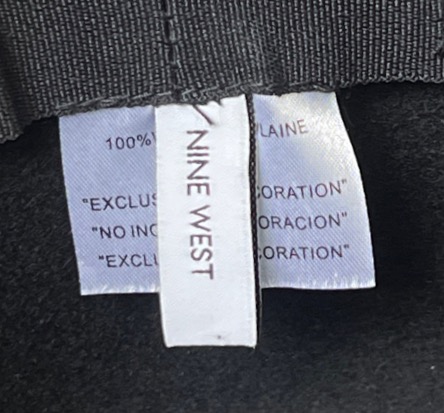 100% LAINE
"EXCLUS CORATION"
"NO INC ORACION"
"EXCLU CORATION"
NINE WEST